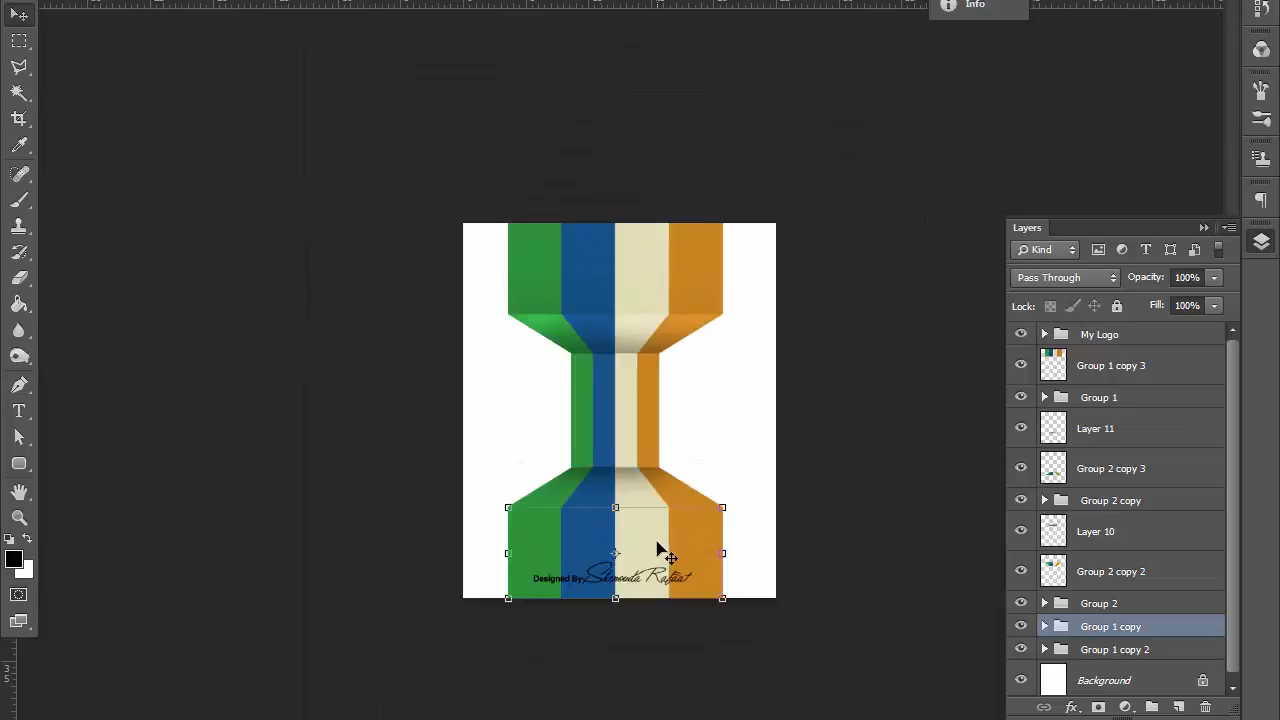 Info
Layers
Kind
Pass Through
Opacity: 100%
Lock:
Fill: 100%
My Logo
Group 1 copy 3
Group 1
Layer 11
Group 2 copy 3
Group 2 copy
Layer 10
Group 2 copy 2
Group 2
Group 1 copy
Group 1 copy 2
Background
Designed By
3
5